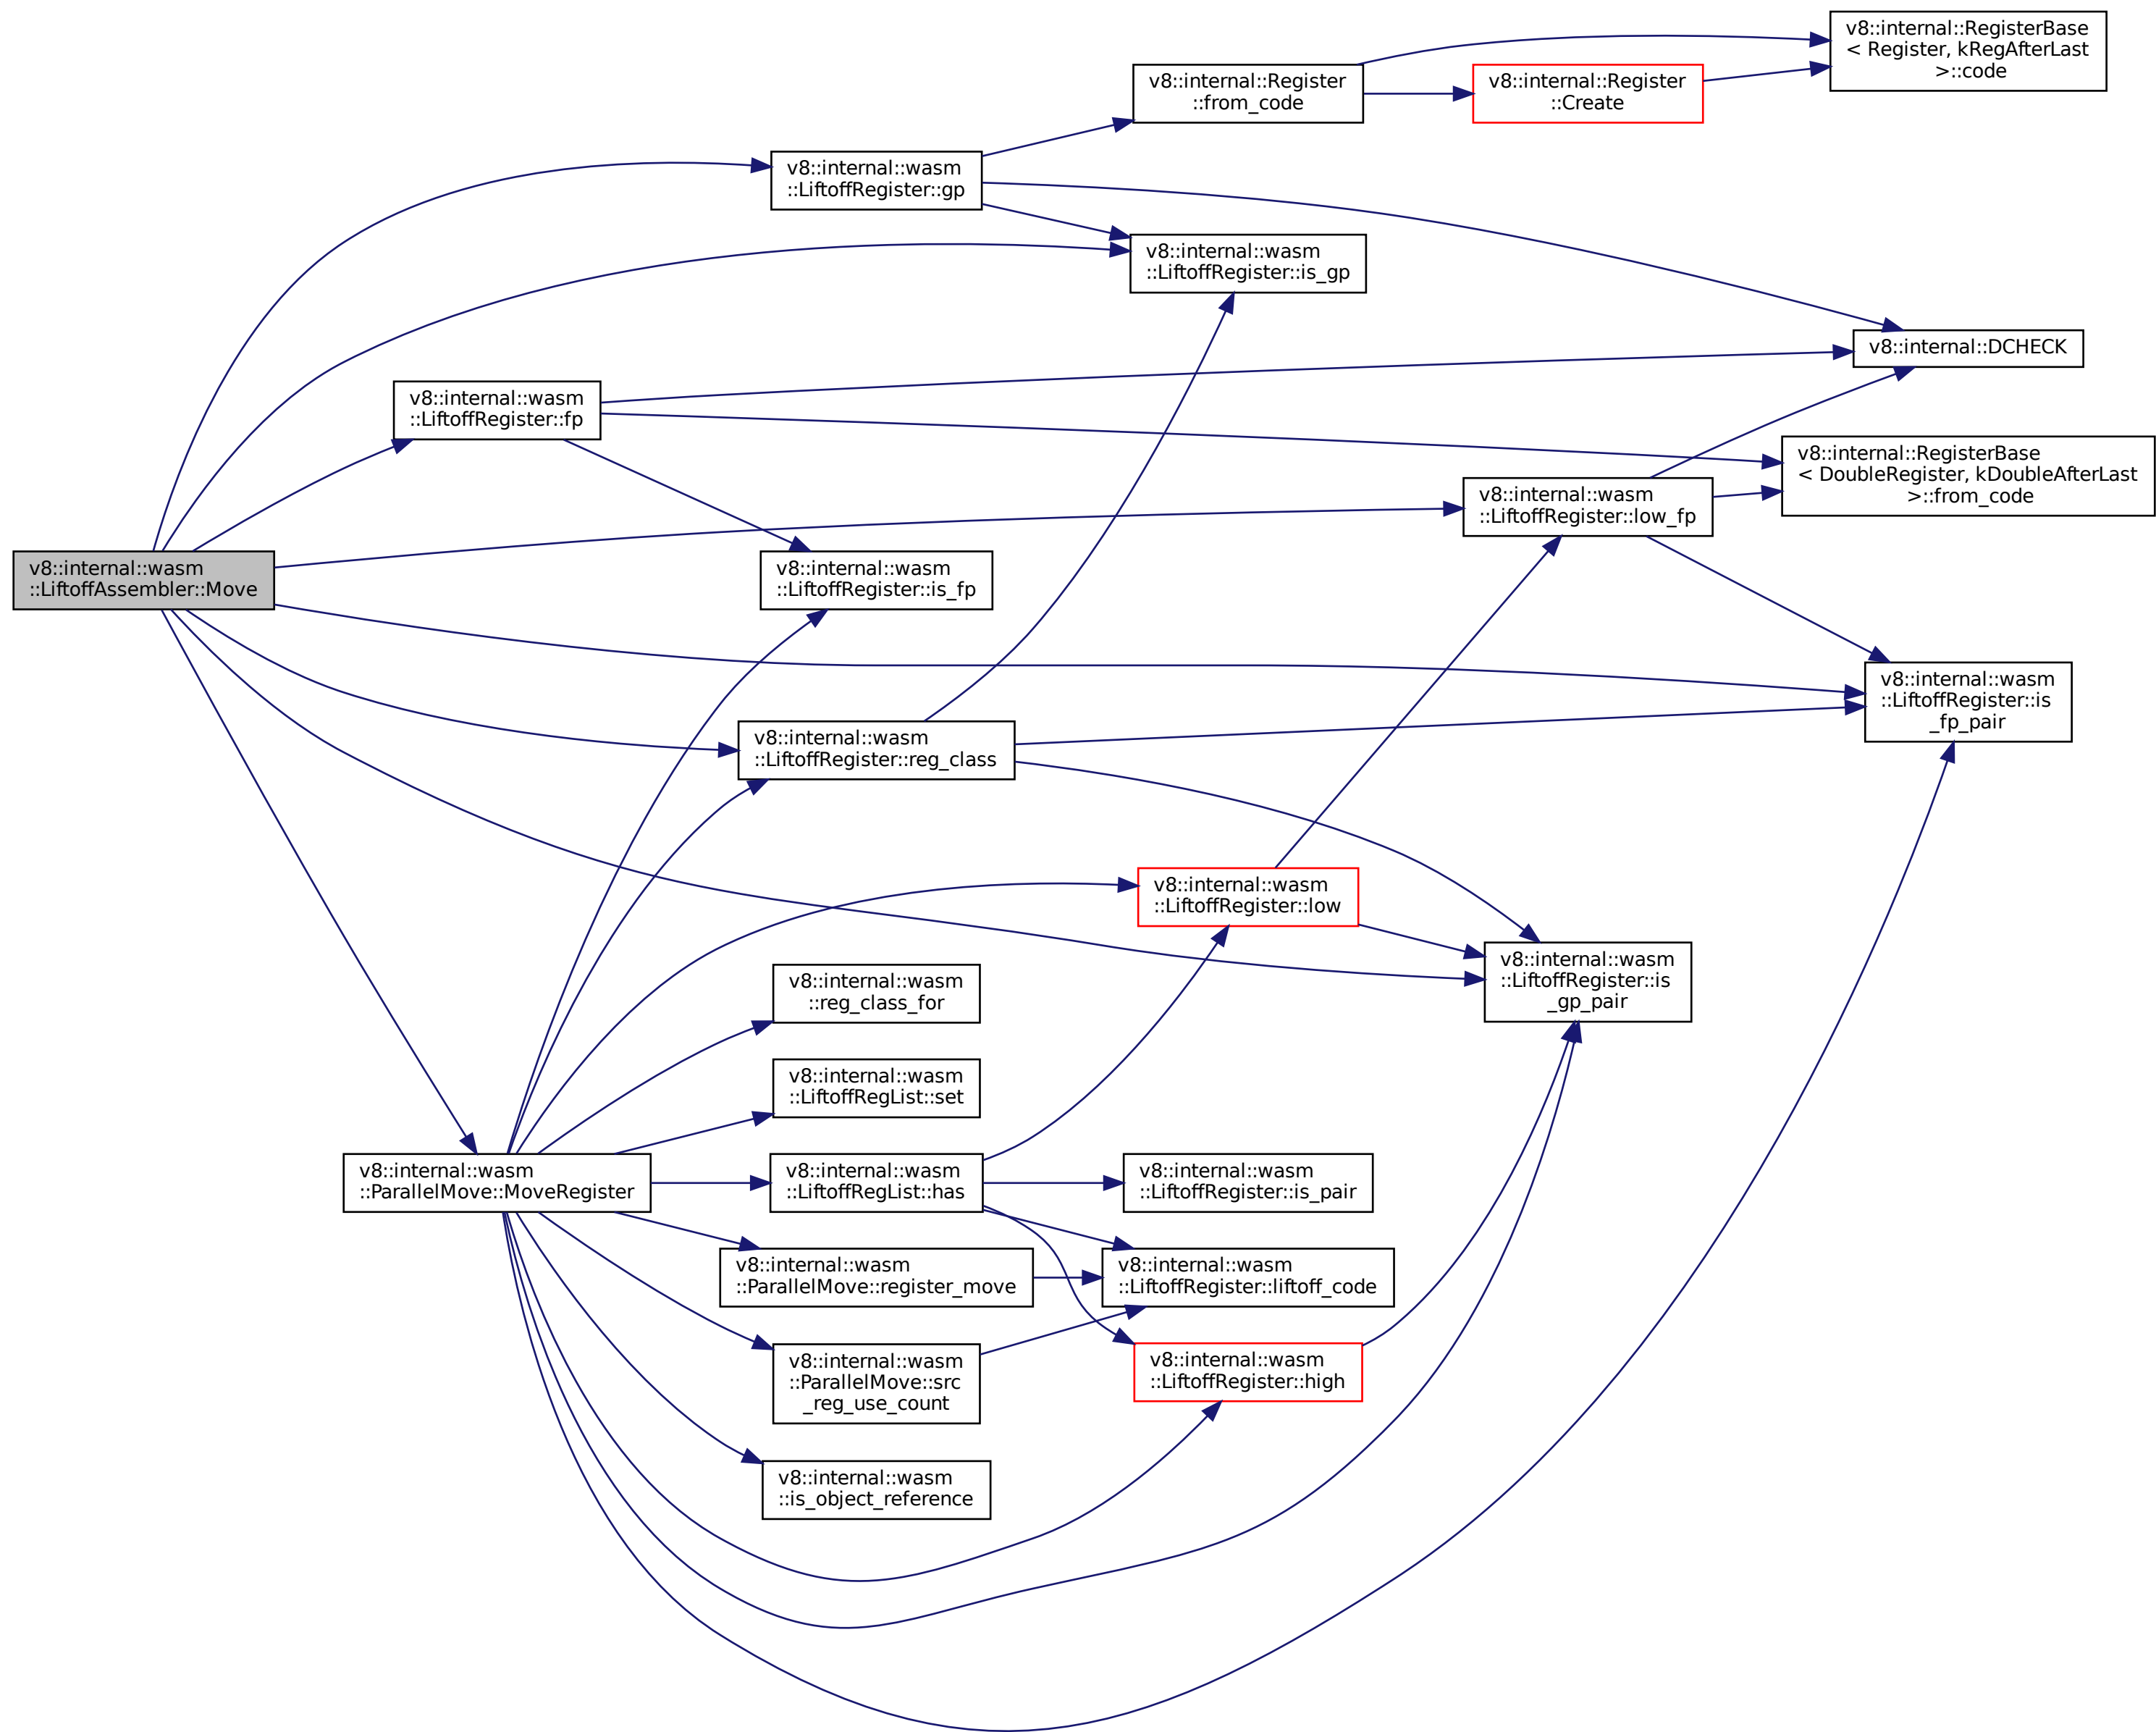 v8::internal::RegisterBase
< Register, kRegAfterLast
>::code
v8::internal::Register
::from_code
v8::internal::Register
::Create
v8::internal::wasm
::LiftoffRegister::gp
v8::internal::wasm
::LiftoffRegister::is_gp
v8::internal::DCHECK
v8::internal::wasm
::LiftoffRegister::fp
v8::internal::RegisterBase
< DoubleRegister, kDoubleAfterLast
>::from_code
v8::internal::wasm
::LiftoffRegister::low_fp
v8::internal::wasm
::LiftoffAssembler::Move
v8::internal::wasm
::LiftoffRegister::is_fp
v8::internal::wasm
::LiftoffRegister::is
_fp_pair
v8::internal::wasm
::LiftoffRegister::reg_class
v8::internal::wasm
::LiftoffRegister::low
v8::internal::wasm
::LiftoffRegister::is
_gp_pair
v8::internal::wasm
::reg_class_for
v8::internal::wasm
::LiftoffRegList::set
v8::internal::wasm
::ParallelMove::MoveRegister
v8::internal::wasm
::LiftoffRegList::has
v8::internal::wasm
::LiftoffRegister::is_pair
v8::internal::wasm
::ParallelMove::register_move
v8::internal::wasm
::LiftoffRegister::liftoff_code
v8::internal::wasm
::ParallelMove::src
_reg_use_count
v8::internal::wasm
::LiftoffRegister::high
v8::internal::wasm
::is_object_reference